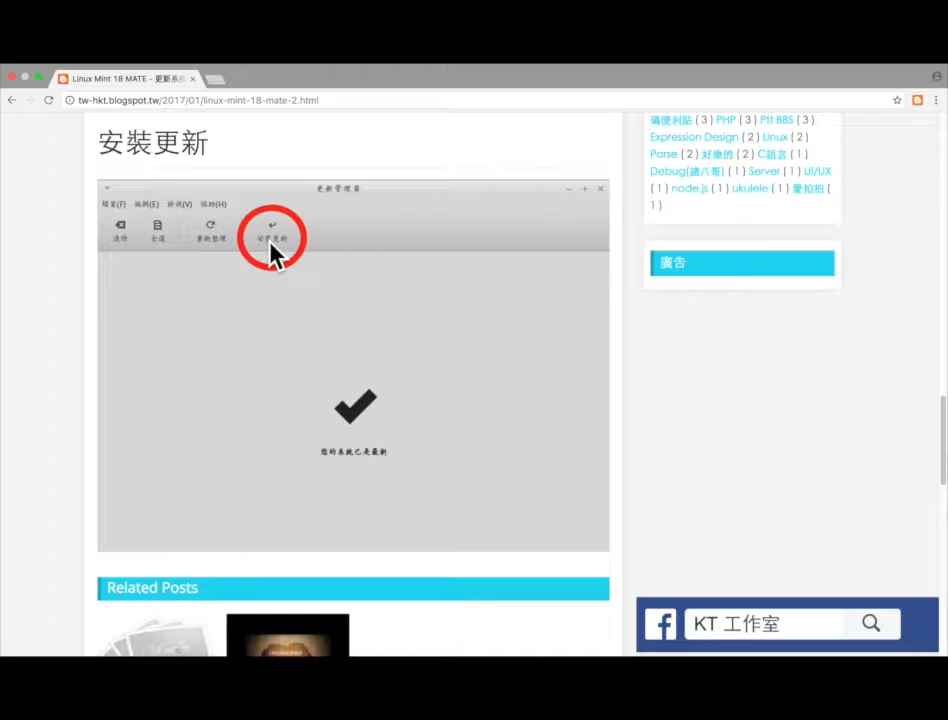 Linux Mint 18 MATE - 更新系統
tw-hkt.blogspot.tw/2017/01/linux-mint-18-mate-2.html
安裝更新
更新管理員
檔案(F) 編輯(E) 檢視(V) 協助(H)
清除 全選 重新整理 安裝更新
您的系統已是最新
Related Posts
碼便利貼 ( 3 ) PHP ( 3 ) Ptt BBS ( 3 )
Expression Design ( 2 ) Linux ( 2 )
Parse ( 2 ) 好康的 ( 2 ) C語言 ( 1 )
Debug(諸八哥) ( 1 ) Server ( 1 ) UI/UX
( 1 ) node.js ( 1 ) ukulele ( 1 ) 愛拍拍 (
1 )
廣告
KT 工作室